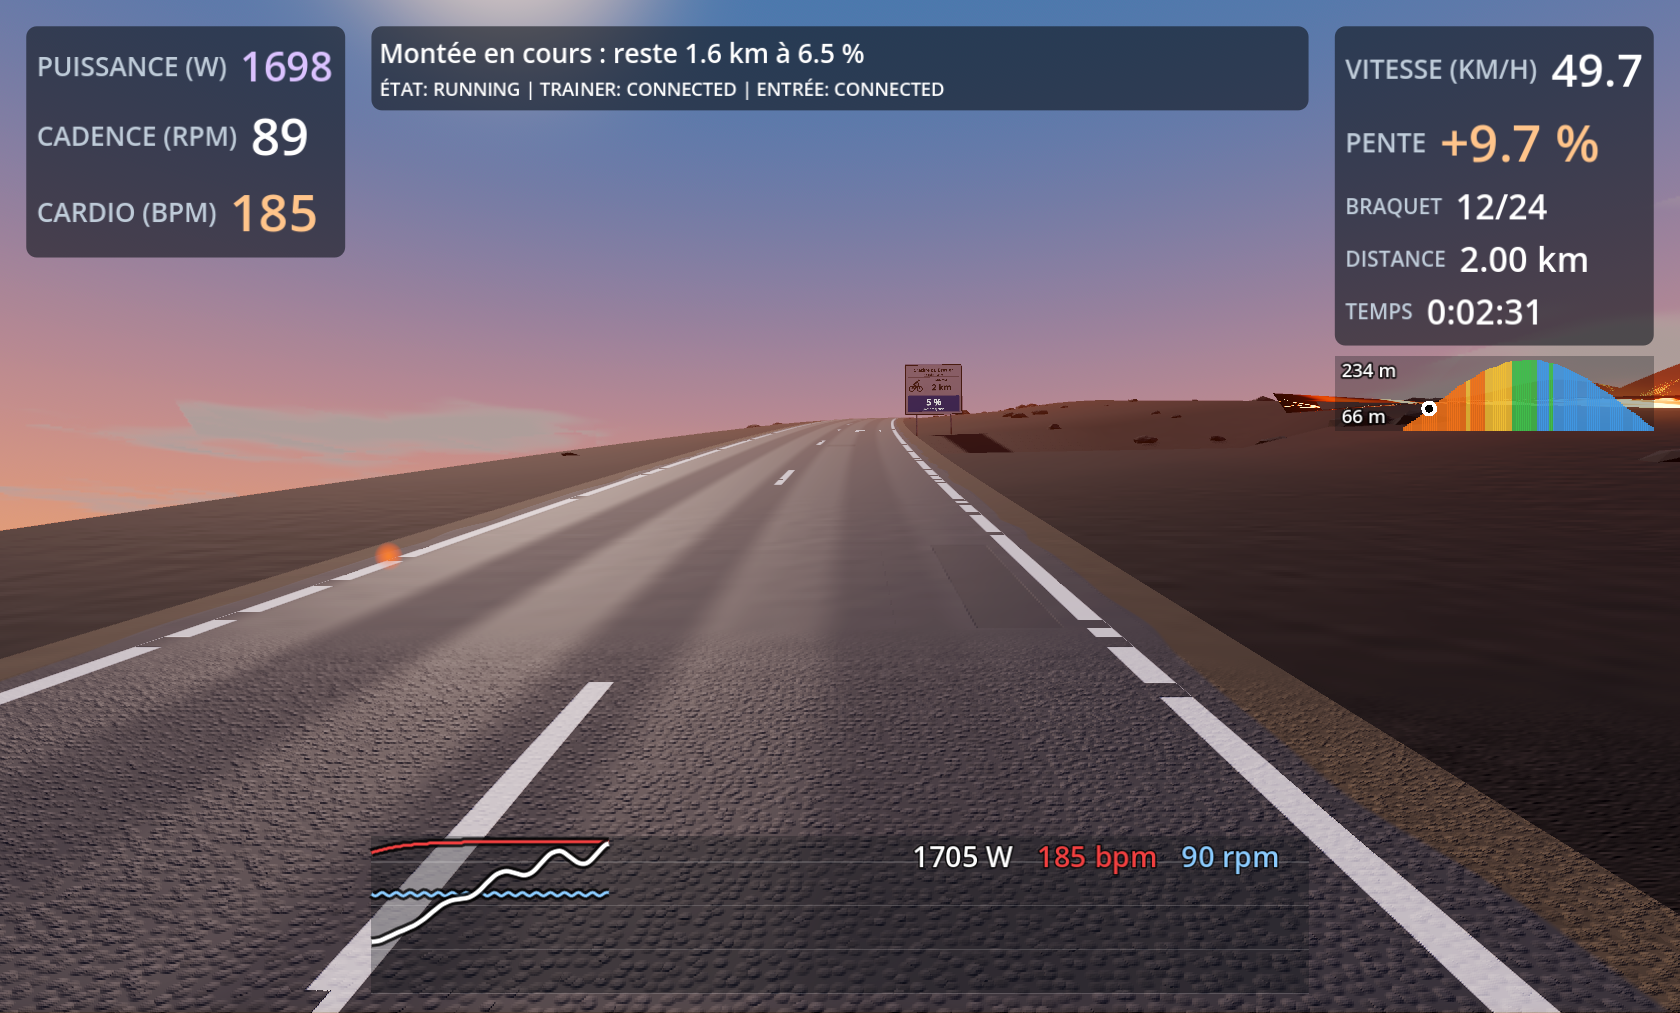 PUISSANCE (W) 1698
CADENCE (RPM) 89
CARDIO (BPM) 185
Montée en cours : reste 1.6 km à 6.5 %
ÉTAT: RUNNING | TRAINER: CONNECTED | ENTRÉE: CONNECTED
VITESSE (KM/H) 49.7
PENTE +9.7 %
BRAQUET 12/24
DISTANCE 2.00 km
TEMPS 0:02:31
234 m
66 m
2 km
5 %
1705 W 185 bpm 90 rpm